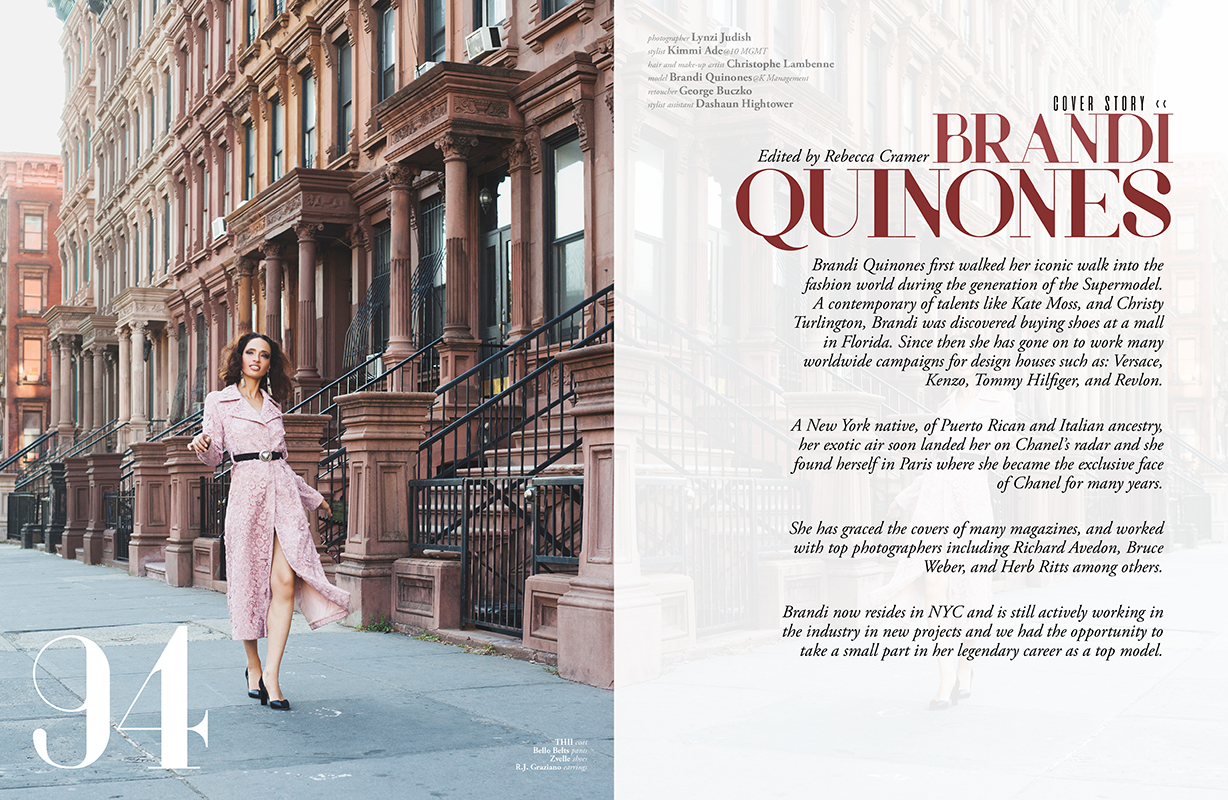 94
THII coat
Bello Belts pants
Zvelle shoes
R.J. Graziano earrings
photographer Lynzi Judish
stylist Kimmi Ade@10 MGMT
hair and make-up artist Christophe Lambenne
model Brandi Quinones@K Management
retoucher George Buczko
stylist assistant Dashaun Hightower
COVER STORY ‹‹
Edited by Rebecca Cramer BRANDI
QUINONES
Brandi Quinones first walked her iconic walk into the
fashion world during the generation of the Supermodel.
A contemporary of talents like Kate Moss, and Christy
Turlington, Brandi was discovered buying shoes at a mall
in Florida. Since then she has gone on to work many
worldwide campaigns for design houses such as: Versace,
Kenzo, Tommy Hilfiger, and Revlon.
A New York native, of Puerto Rican and Italian ancestry,
her exotic air soon landed her on Chanel's radar and she
found herself in Paris where she became the exclusive face
of Chanel for many years.
She has graced the covers of many magazines, and worked
with top photographers including Richard Avedon, Bruce
Weber, and Herb Ritts among others.
Brandi now resides in NYC and is still actively working in
the industry in new projects and we had the opportunity to
take a small part in her legendary career as a top model.